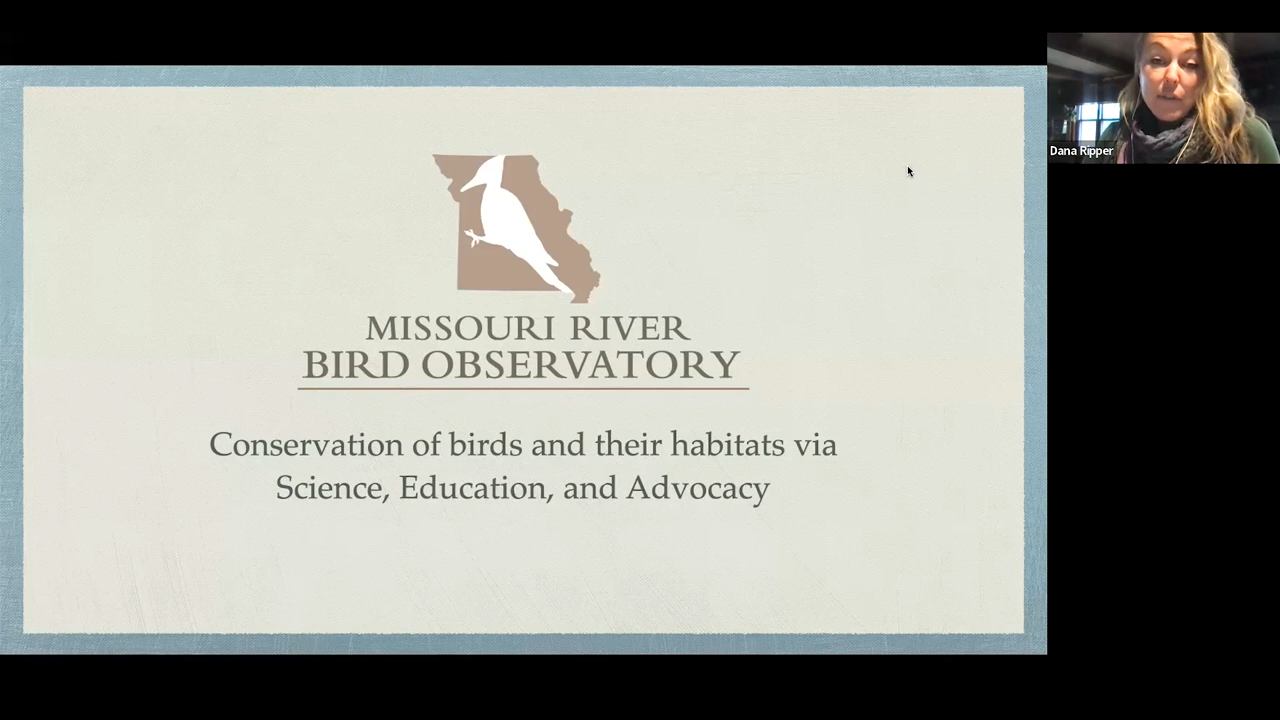 MISSOURI RIVER
BIRD OBSERVATORY
Conservation of birds and their habitats via
Science, Education, and Advocacy
Dana Ripper